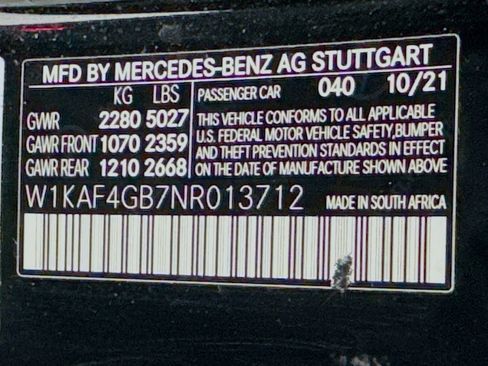 MFD BY MERCEDES-BENZ AG STUTTGART
KG LBS PASSENGER CAR 040 10/21
GVWR 2280 5027
GAWR FRONT 1070 2359
GAWR REAR 1210 2668
THIS VEHICLE CONFORMS TO ALL APPLICABLE
U.S. FEDERAL MOTOR VEHICLE SAFETY, BUMPER
AND THEFT PREVENTION STANDARDS IN EFFECT
ON THE DATE OF MANUFACTURE SHOWN ABOVE
W1KAF4GB7NR013712 MADE IN SOUTH AFRICA